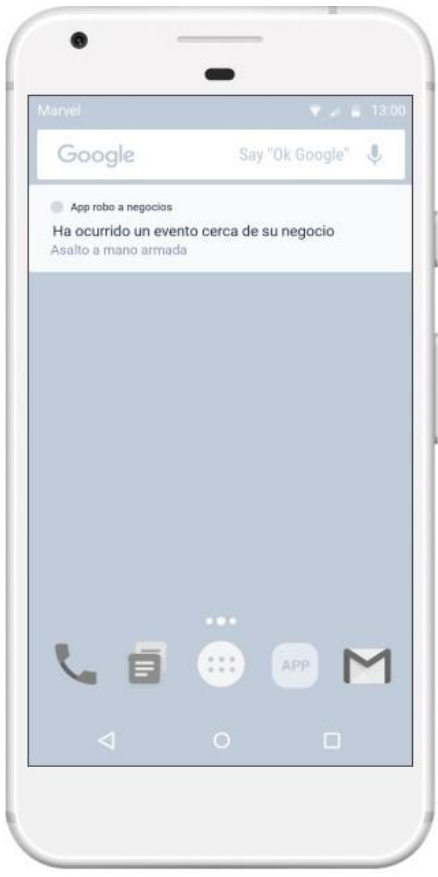 Marvel 13:00
Google Say "Ok Google"
App robo a negocios
Ha ocurrido un evento cerca de su negocio
Asalto a mano armada
APP